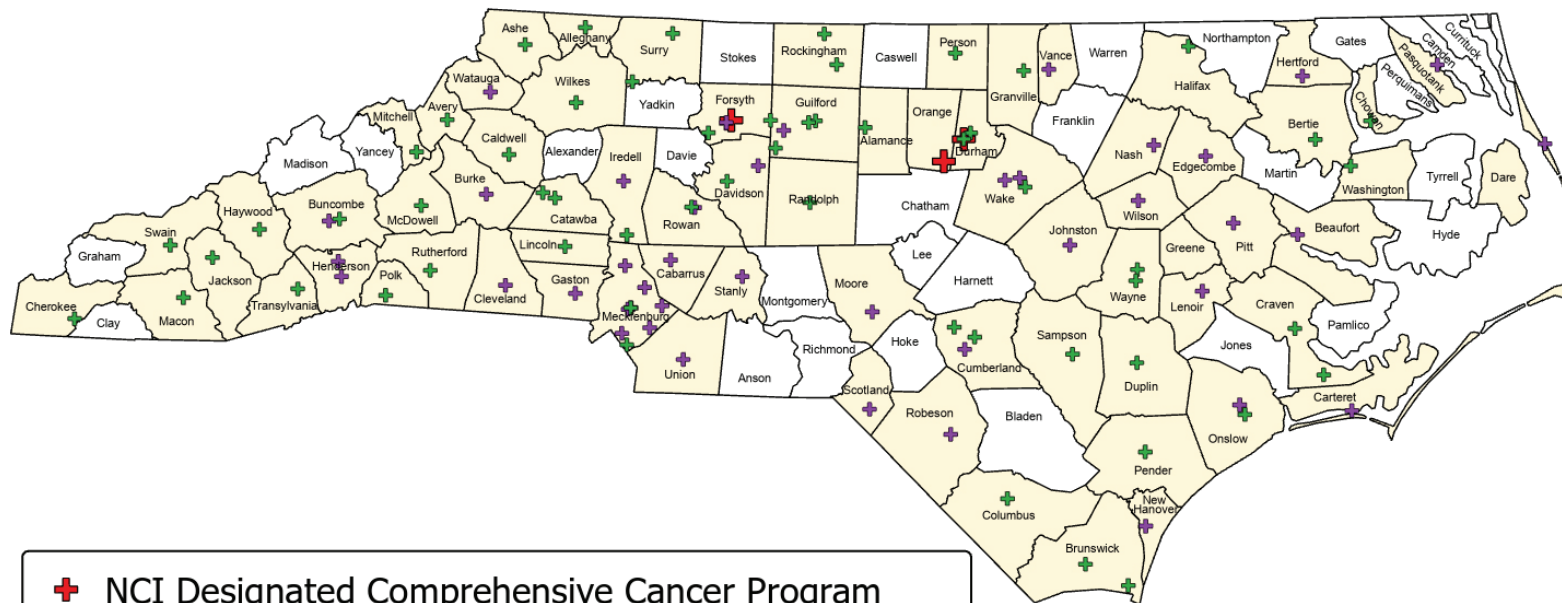 Ashe
Alleghany
Surry
Stokes
Rockingham
Caswell
Person
Granville
Vance
Warren
Northampton
Gates
Camden
Currituck
Pasquotank
Perquimans
Hertford
Halifax
Watauga
Wilkes
Yadkin
Forsyth
Guilford
Orange
Alamance
Durham
Franklin
Chowan
Bertie
Mitchell
Avery
Caldwell
Alexander
Iredell
Davie
Nash
Edgecombe
Martin
Washington
Tyrrell
Dare
Madison
Yancey
Burke
Davidson
Randolph
Chatham
Wake
Wilson
Buncombe
McDowell
Catawba
Rowan
Johnston
Pitt
Beaufort
Hyde
Haywood
Swain
Graham
Jackson
Henderson
Rutherford
Polk
Lincoln
Gaston
Cleveland
Cabarrus
Stanly
Montgomery
Moore
Lee
Harnett
Greene
Wayne
Lenoir
Craven
Pamlico
Cherokee
Clay
Macon
Transylvania
Mecklenburg
Union
Anson
Richmond
Hoke
Cumberland
Sampson
Duplin
Jones
Carteret
Scotland
Robeson
Bladen
Onslow
Pender
Columbus
New
Hanover
Brunswick
NCI Designated Comprehensive Cancer Program